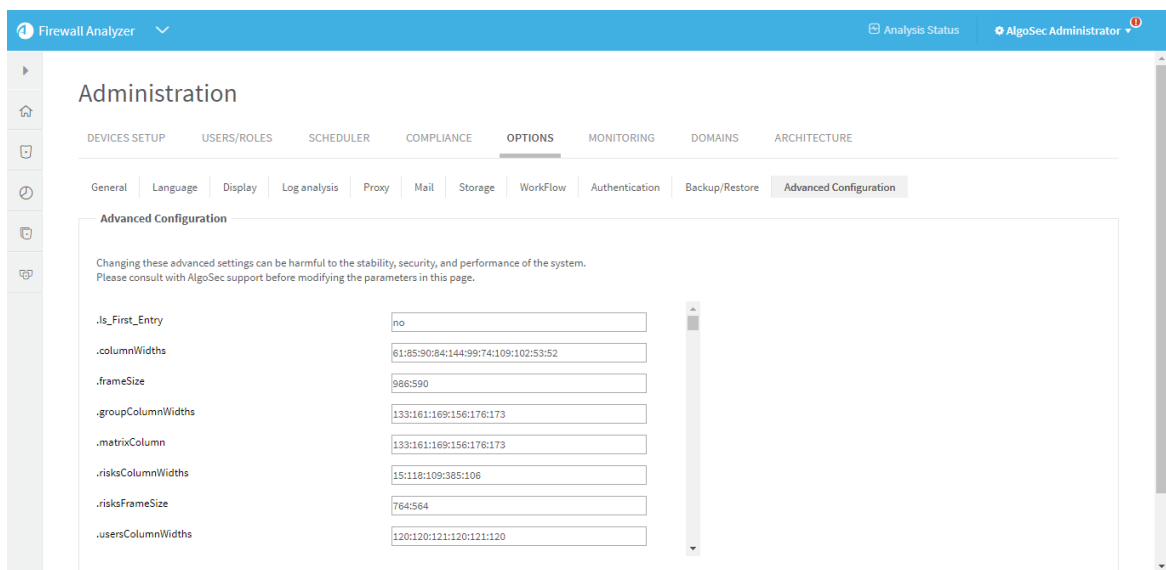 Firewall Analyzer
Analysis Status
AlgoSec Administrator
Administration
DEVICES SETUP USERS/ROLES SCHEDULER COMPLIANCE OPTIONS MONITORING DOMAINS ARCHITECTURE
General Language Display Log analysis Proxy Mail Storage WorkFlow Authentication Backup/Restore Advanced Configuration
Advanced Configuration
Changing these advanced settings can be harmful to the stability, security, and performance of the system.
Please consult with AlgoSec support before modifying the parameters in this page.
.Is_First_Entry no
.columnWidths 61:85:90:84:144:99:74:109:102:53:52
.frameSize 986:590
.groupColumnWidths 133:161:169:156:176:173
.matrixColumn 133:161:169:156:176:173
.risksColumnWidths 15:118:109:385:106
.risksFrameSize 764:564
.usersColumnWidths 120:120:121:120:121:120